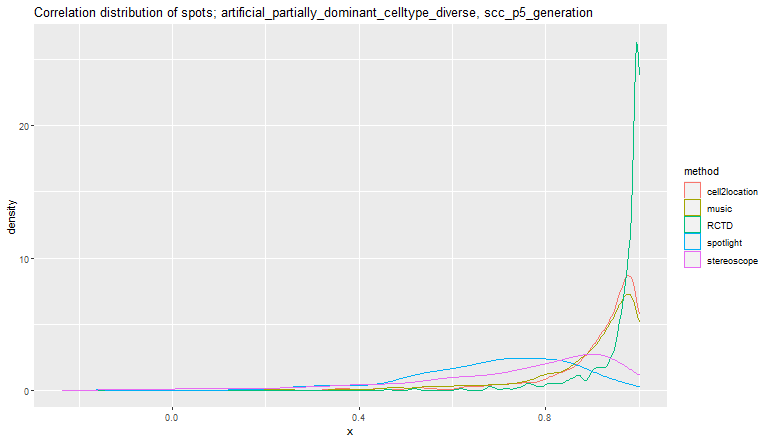 Correlation distribution of spots; artificial_partially_dominant_celltype_diverse, scc_p5_generation
20
10
0
density
0.0
0.4
0.8
x
method
cell2location
music
RCTD
spotlight
stereoscope